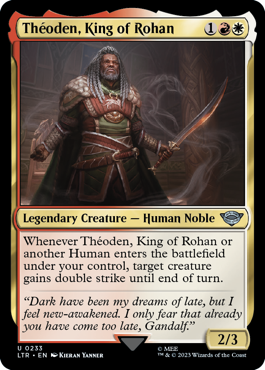 Théoden, King of Rohan 1
Legendary Creature — Human Noble
Whenever Théoden, King of Rohan or
another Human enters the battlefield
under your control, target creature
gains double strike until end of turn.
“Dark have been my dreams of late, but I
feel new-awakened. I only fear that already
you have come too late, Gandalf.”
2/3
U 0233
LTR • EN KIERAN YANNER
© MEE
™ & © 2023 Wizards of the Coast